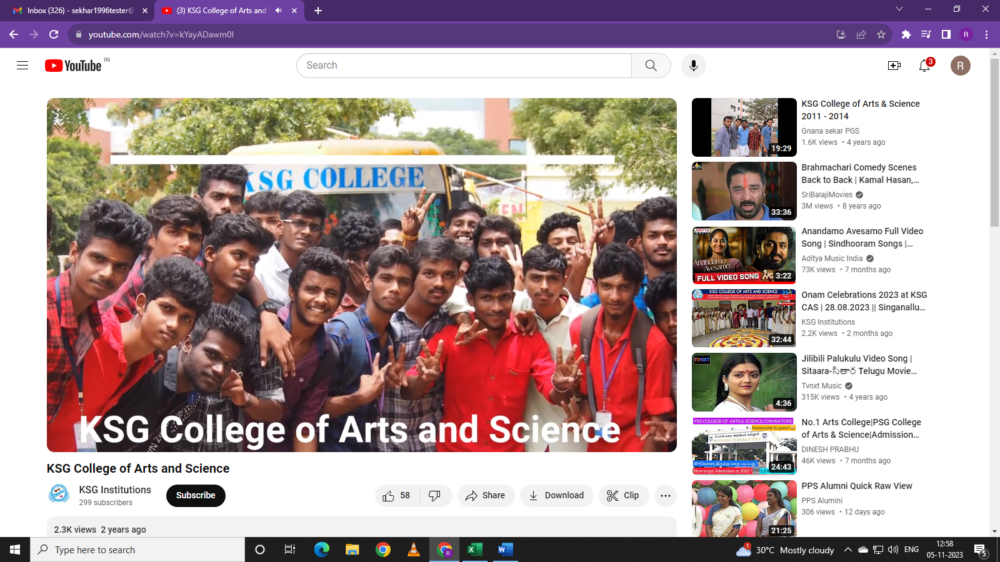 Inbox (326) - sekhar1996tester@
(3) KSG College of Arts and
youtube.com/watch?v=kYayADawm0I
R
YouTube IN
Search
3
R
KSG COLLEGE
KSG College of Arts and Science
KSG College of Arts and Science
KSG Institutions
299 subscribers
Subscribe
58
Share
Download
Clip
2.3K views 2 years ago
19:29
KSG College of Arts & Science
2011 - 2014
Gnana sekar PGS
1.6K views • 4 years ago
33:36
Brahmachari Comedy Scenes
Back to Back | Kamal Hasan,...
SriBalajiMovies
3M views • 8 years ago
ADITYA
MUSIC
Anandamo
Avesamo
FULL VIDEO SONG
3:22
Anandamo Avesamo Full Video
Song | Sindhooram Songs |...
Aditya Music India
73K views • 7 months ago
KSG COLLEGE OF ARTS AND SCIENCE
32:44
Onam Celebrations 2023 at KSG
CAS | 28.08.2023 || Singanallu...
KSG Institutions
2.2K views • 2 months ago
TVNXT
4:36
Jilibili Palukulu Video Song |
Sitaara-సితార Telugu Movie...
Tvnxt Music
315K views • 4 years ago
PSG COLLEGE OF ARTS & SCIENCE,COIMBATORE
PSG COLLEGE OF ARTS & SCIENCE
45+Courses இருக்கு எதை படிப்பது ?
How to get Admission in 2023 ?
24:43
No.1 Arts College|PSG College
of Arts & Science|Admission...
DINESH PRABHU
46K views • 7 months ago
21:25
PPS Alumni Quick Raw View
PPS Alumini
306 views • 12 days ago
Type here to search
R
1
30°C Mostly cloudy
ENG
12:58
05-11-2023
5